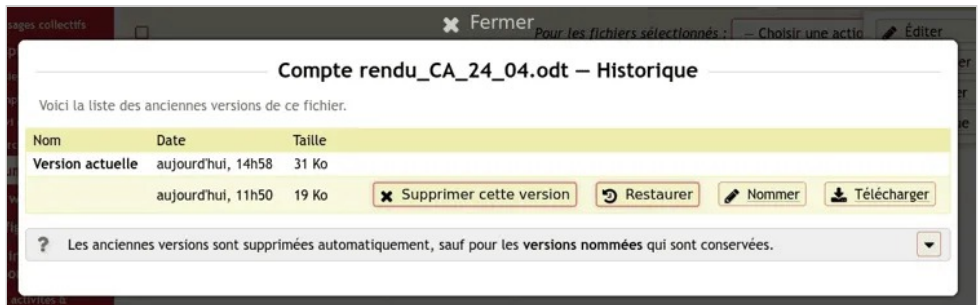 sages collectifs
✖ Fermer
Pour les fichiers sélectionnés :
— Choisir une actio
Éditer
Compte rendu_CA_24_04.odt — Historique
Voici la liste des anciennes versions de ce fichier.
Nom Date Taille
Version actuelle aujourd'hui, 14h58 31 Ko
aujourd'hui, 11h50 19 Ko ✖ Supprimer cette version Restaurer Nommer Télécharger
? Les anciennes versions sont supprimées automatiquement, sauf pour les versions nommées qui sont conservées.
activités &